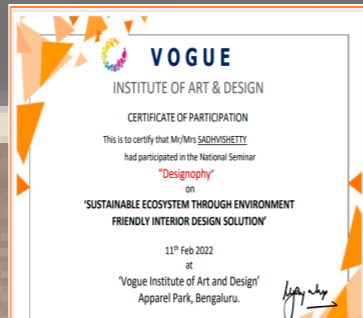 VOGUE
INSTITUTE OF ART & DESIGN
CERTIFICATE OF PARTICIPATION
This is to certify that Mr/Mrs SADHVISHETTY
had participated in the National Seminar
"Designophy"
on
'SUSTAINABLE ECOSYSTEM THROUGH ENVIRONMENT
FRIENDLY INTERIOR DESIGN SOLUTION'
11th Feb 2022
at
'Vogue Institute of Art and Design'
Apparel Park, Bengaluru.